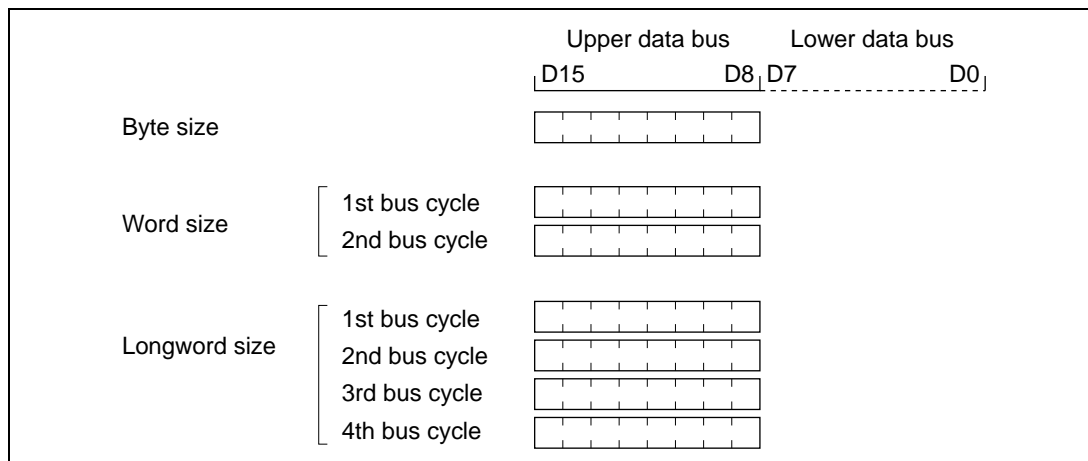 Upper data bus Lower data bus
D15 D8 D7 D0
Byte size
Word size
1st bus cycle
2nd bus cycle
Longword size
1st bus cycle
2nd bus cycle
3rd bus cycle
4th bus cycle